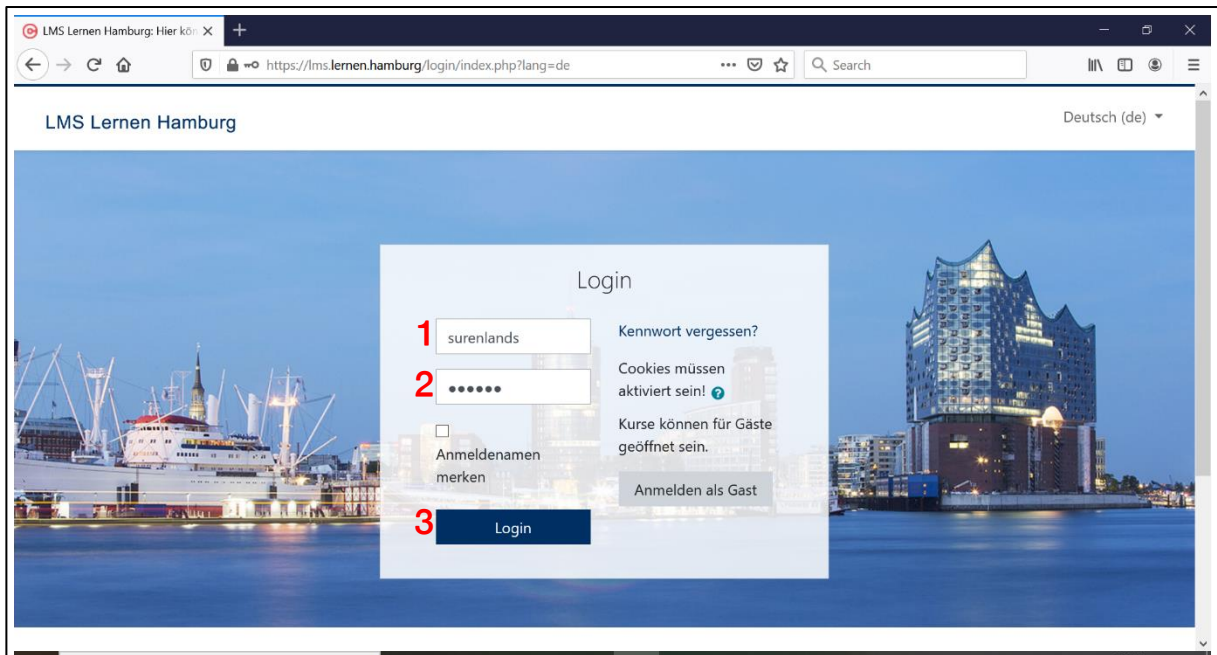 LMS Lernen Hamburg: Hier kön
https://lms.lernen.hamburg/login/index.php?lang=de
Search
LMS Lernen Hamburg
Deutsch (de)
Login
1
surenlands
Kennwort vergessen?
2
••••••
Cookies müssen
aktiviert sein!
Kurse können für Gäste
geöffnet sein.
Anmeldenamen
merken
Anmelden als Gast
3
Login